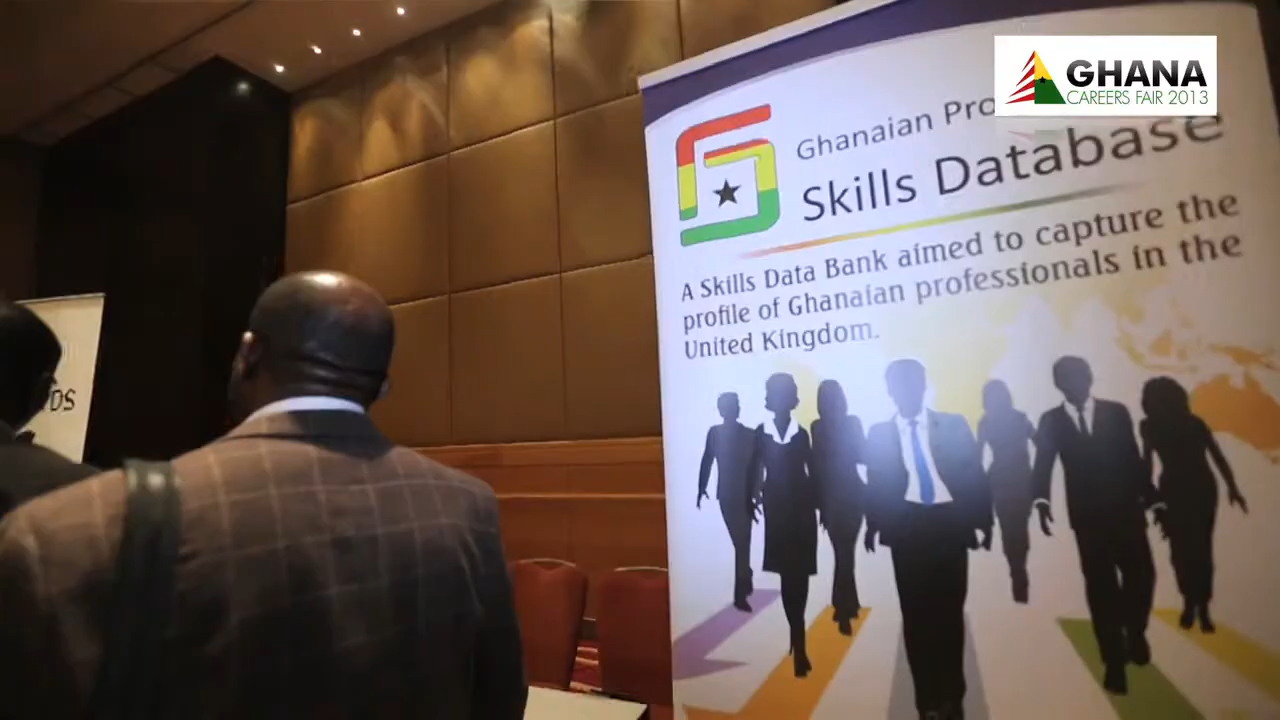 GHANA
CAREERS FAIR 2013
Ghanaian Pro
Skills Database
A Skills Data Bank aimed to capture the
profile of Ghanaian professionals in the
United Kingdom.
DS